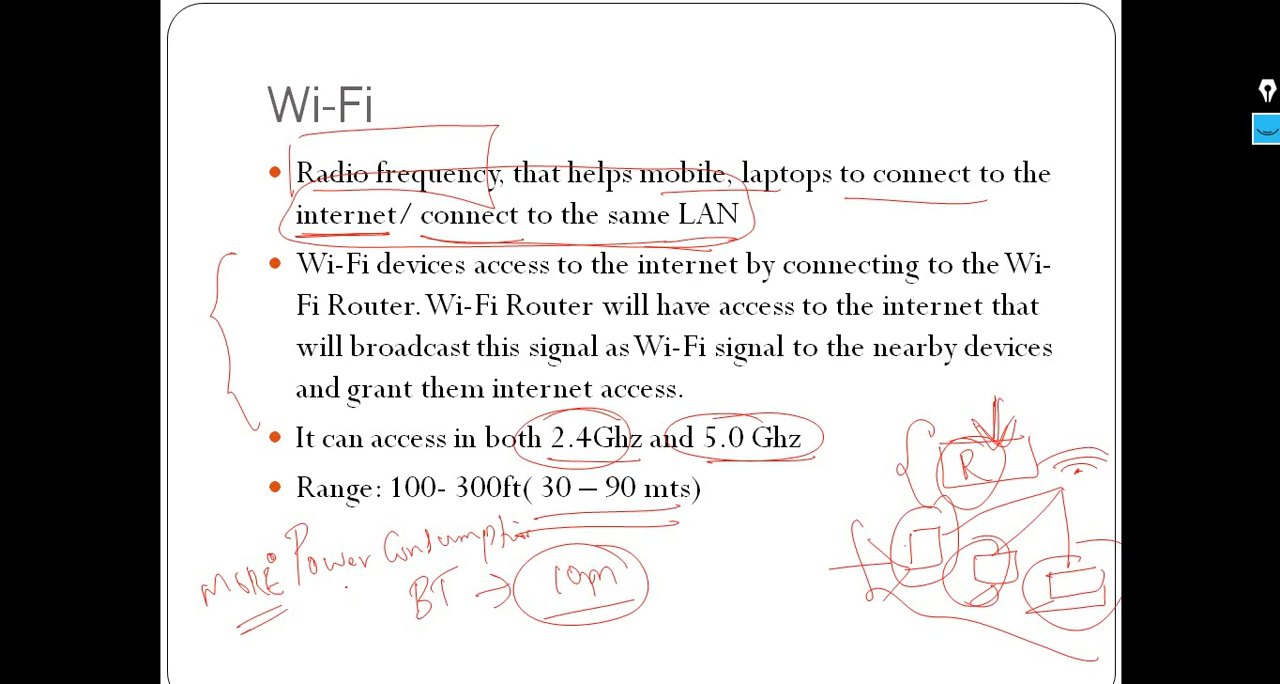 Wi-Fi
Radio frequency, that helps mobile, laptops to connect to the
internet/ connect to the same LAN
Wi-Fi devices access to the internet by connecting to the Wi-
Fi Router. Wi-Fi Router will have access to the internet that
will broadcast this signal as Wi-Fi signal to the nearby devices
and grant them internet access.
It can access in both 2.4Ghz and 5.0 Ghz
R
Range: 100- 300ft( 30 – 90 mts)
MORE Power Consumption
BT → 10m